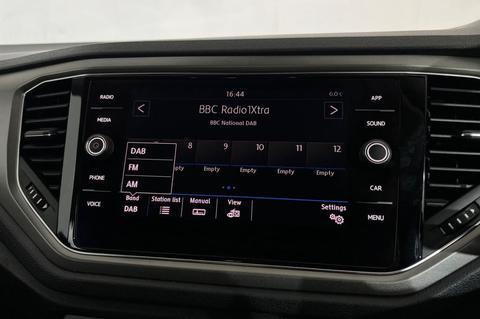 16:44
6.0 c
RADIO
APP
BBC Radio1Xtra
MEDIA
SOUND
BBC National DAB
DAB
8 9 10 11 12
FM
Empty Empty Empty Empty Empty
AM
PHONE
CAR
Band Station list Manual View Settings
VOICE
DAB
MENU